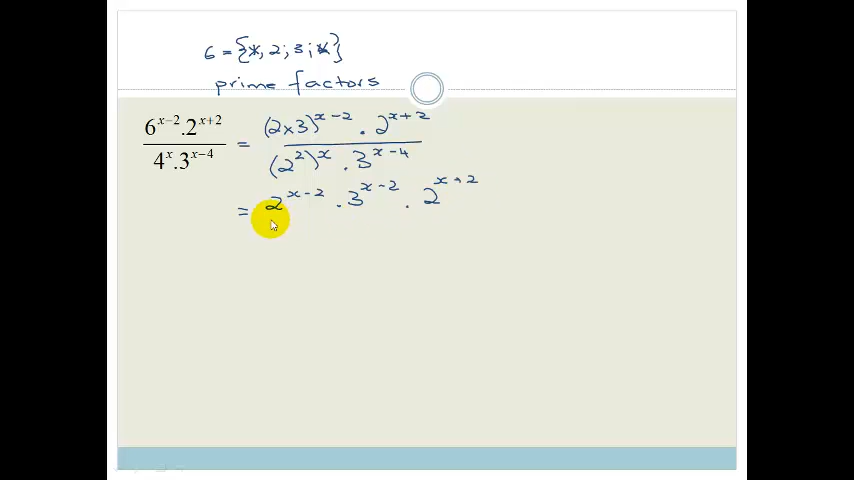 6 = {1, 2; 3; 6}
prime factors
6^{x-2}.2^{x+2} / 4^x.3^{x-4} = (2×3)^{x-2} . 2^{x+2} / (2^2)^x . 3^{x-4}
= 2^{x-2} . 3^{x-2} . 2^{x+2}